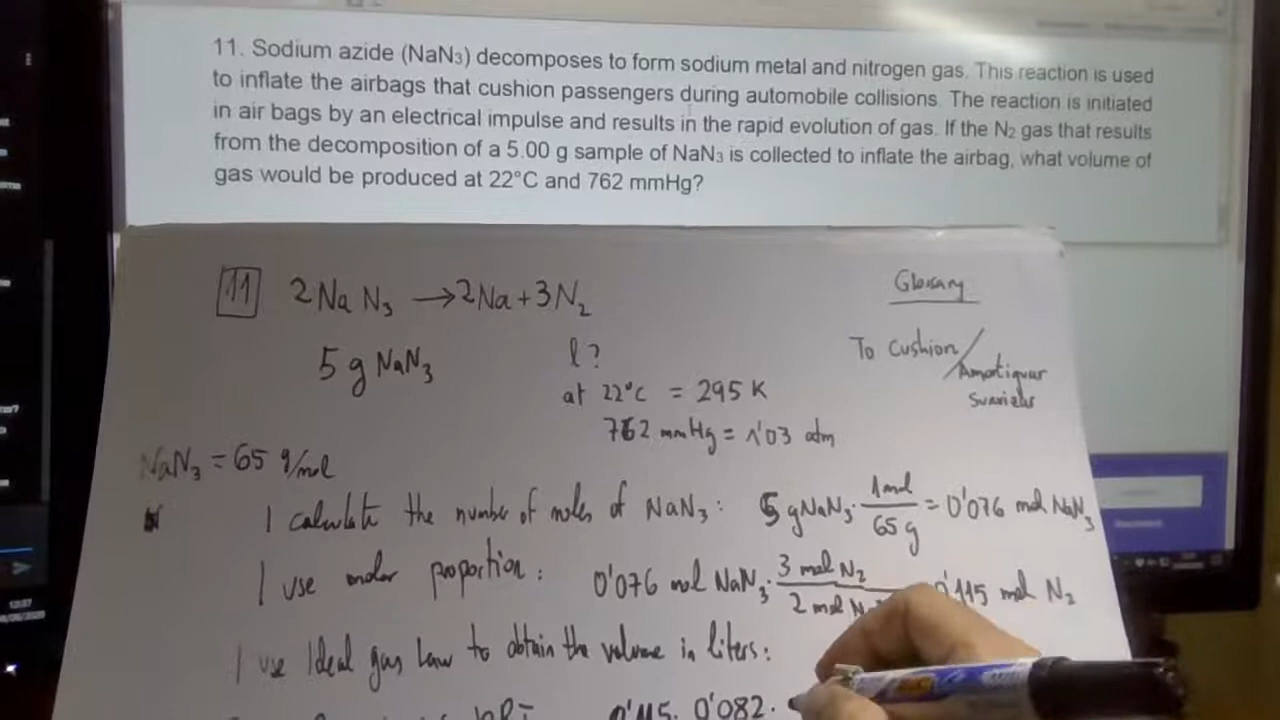 11. Sodium azide (NaN3) decomposes to form sodium metal and nitrogen gas. This reaction is used
to inflate the airbags that cushion passengers during automobile collisions. The reaction is initiated
in air bags by an electrical impulse and results in the rapid evolution of gas. If the N2 gas that results
from the decomposition of a 5.00 g sample of NaN3 is collected to inflate the airbag, what volume of
gas would be produced at 22°C and 762 mmHg?
11 2 Na N3 → 2Na + 3N2
Glossary
5 g NaN3 l?
To Cushion / Amortiguar
Suavizar
at 22°C = 295 K
762 mmHg = 1'03 atm
NaN3 = 65 g/mol
I calculate the number of moles of NaN3: 5 g NaN3 · 1 mol / 65 g = 0'076 mol NaN3
I use molar proportion: 0'076 mol NaN3 · 3 mol N2 / 2 mol 0'115 mol N2
I use Ideal gas Law to obtain the volume in liters:
0'115. 0'082.